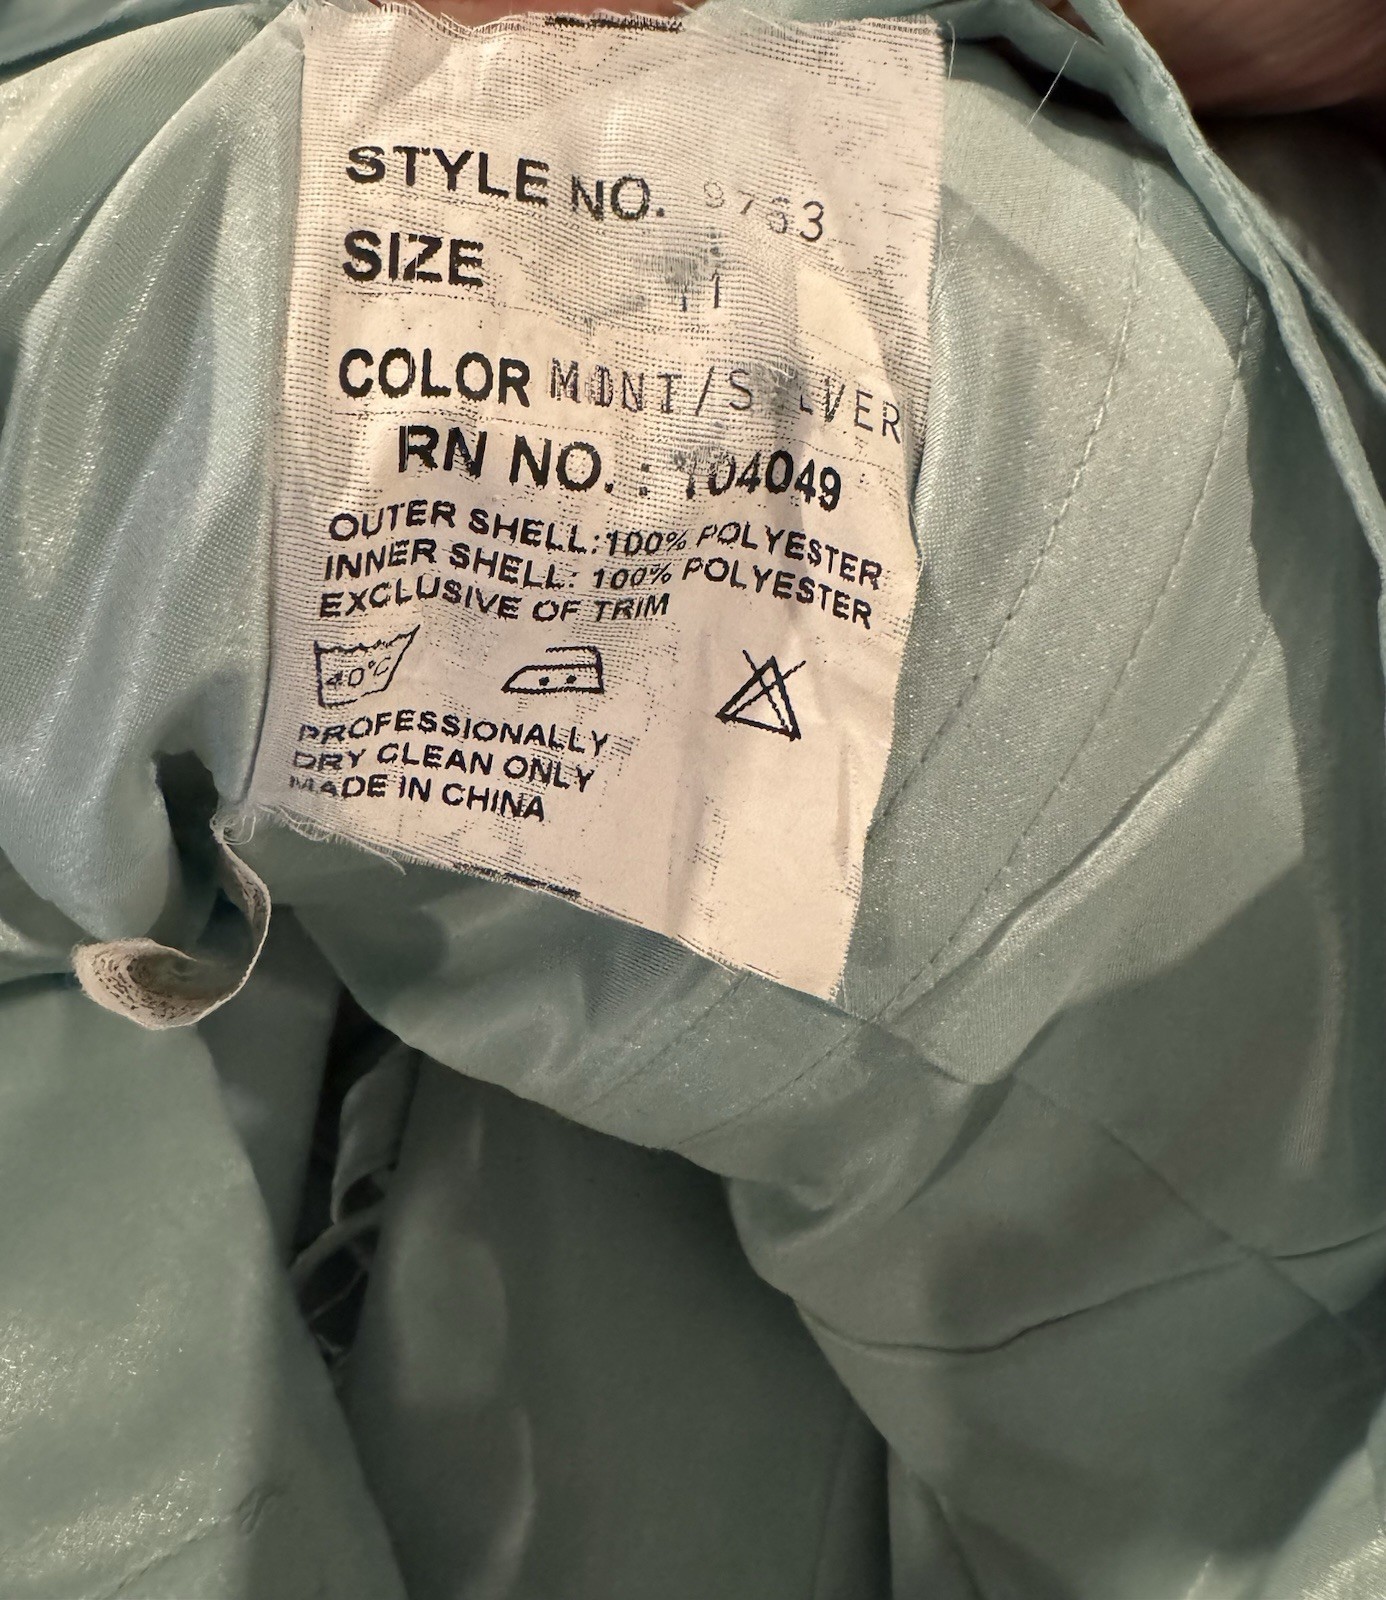 STYLE NO. 9763
SIZE 11
COLOR MINT/SILVER
RN NO. : 104049
OUTER SHELL: 100% POLYESTER
INNER SHELL: 100% POLYESTER
EXCLUSIVE OF TRIM
40°C
PROFESSIONALLY
DRY CLEAN ONLY
MADE IN CHINA